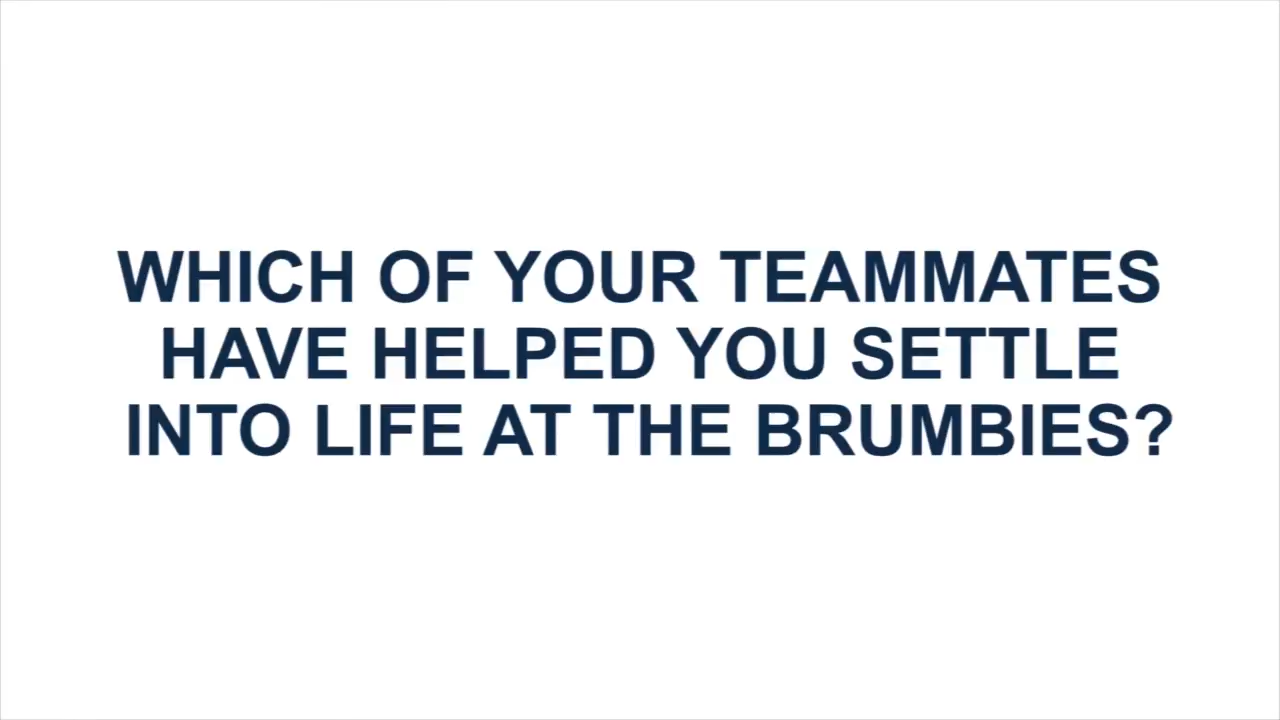 WHICH OF YOUR TEAMMATES
HAVE HELPED YOU SETTLE
INTO LIFE AT THE BRUMBIES?